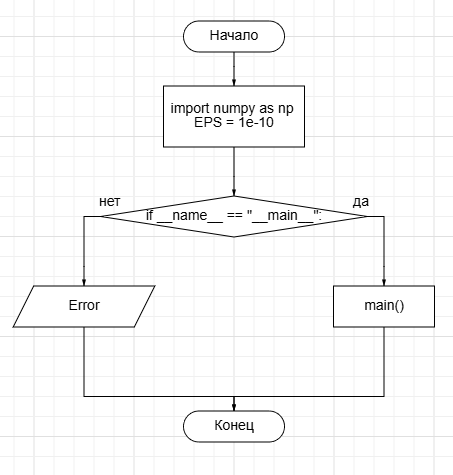 Начало
import numpy as np
EPS = 1e-10
нет
да
if __name__ == "__main__":
Error
main()
Конец